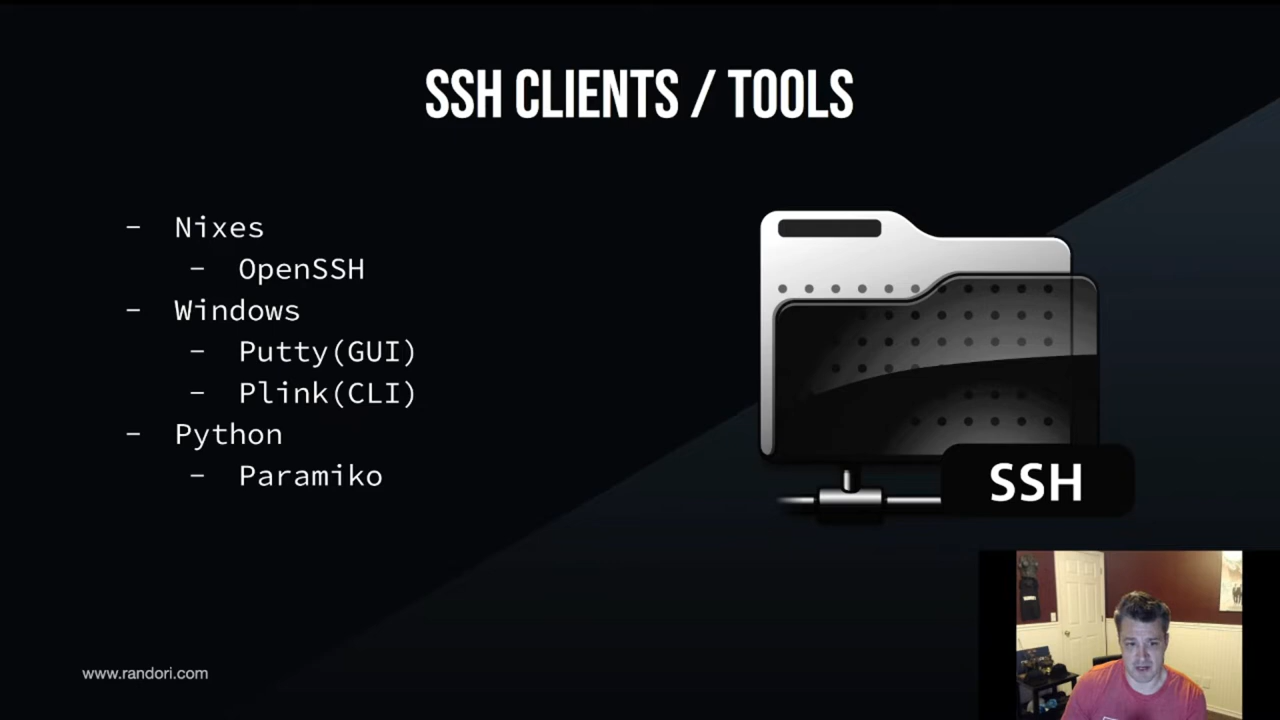 SSH CLIENTS / TOOLS
- Nixes
- OpenSSH
- Windows
- Putty(GUI)
- Plink(CLI)
- Python
- Paramiko
SSH
www.randori.com